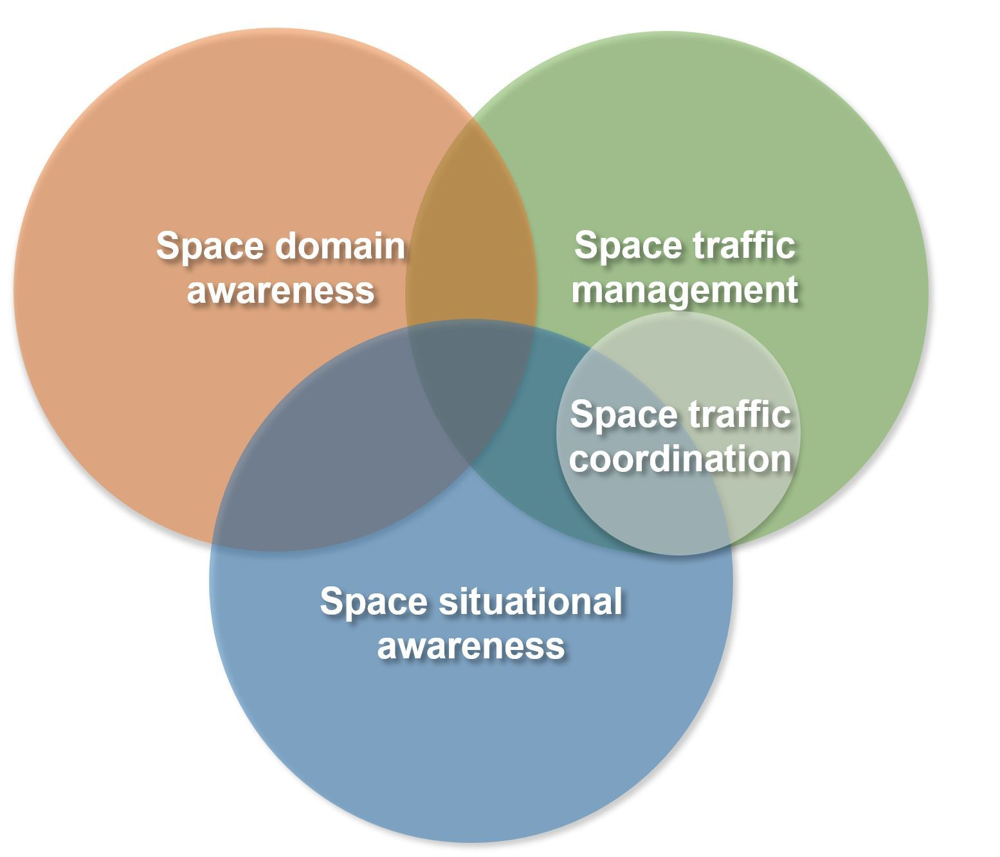 Space domain
awareness
Space traffic
management
Space traffic
coordination
Space situational
awareness